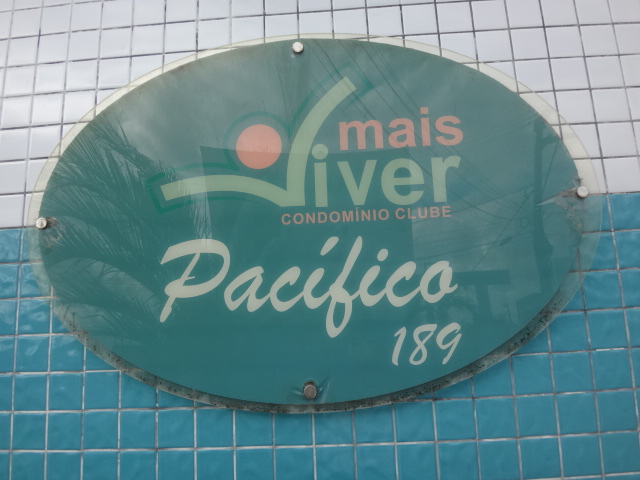 mais
Viver
CONDOMÍNIO CLUBE
Pacífico
189